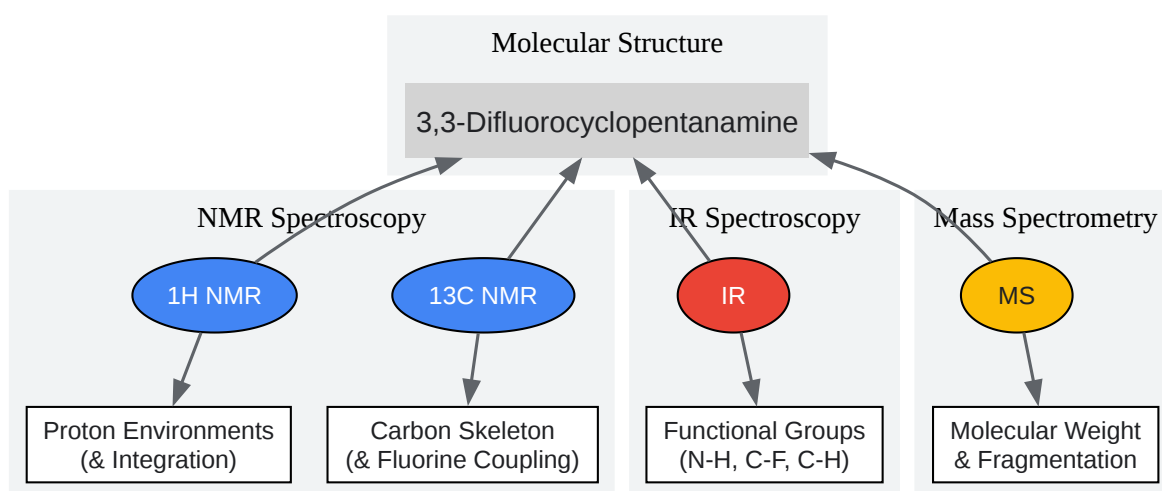 Molecular Structure
3,3-Difluorocyclopentanamine
NMR Spectroscopy
IR Spectroscopy
Mass Spectrometry
1H NMR
13C NMR
IR
MS
Proton Environments
(& Integration)
Carbon Skeleton
(& Fluorine Coupling)
Functional Groups
(N-H, C-F, C-H)
Molecular Weight
& Fragmentation